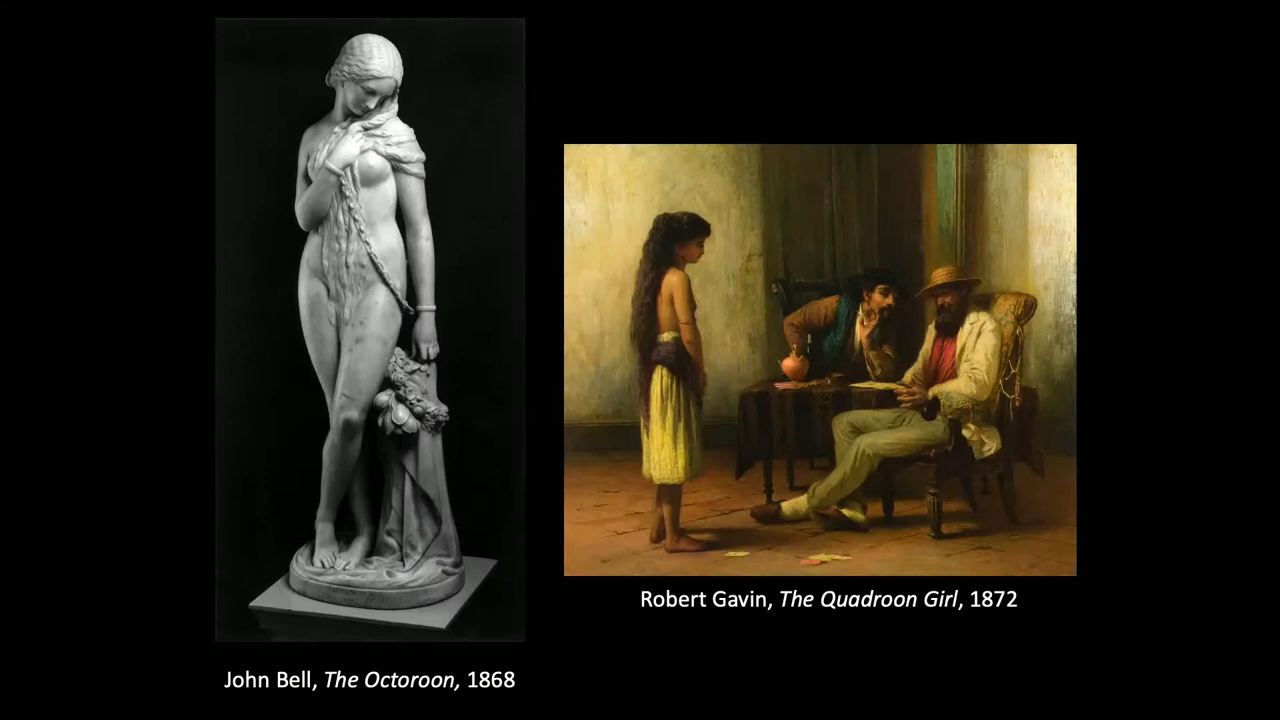 Robert Gavin, The Quadroon Girl, 1872
John Bell, The Octoroon, 1868